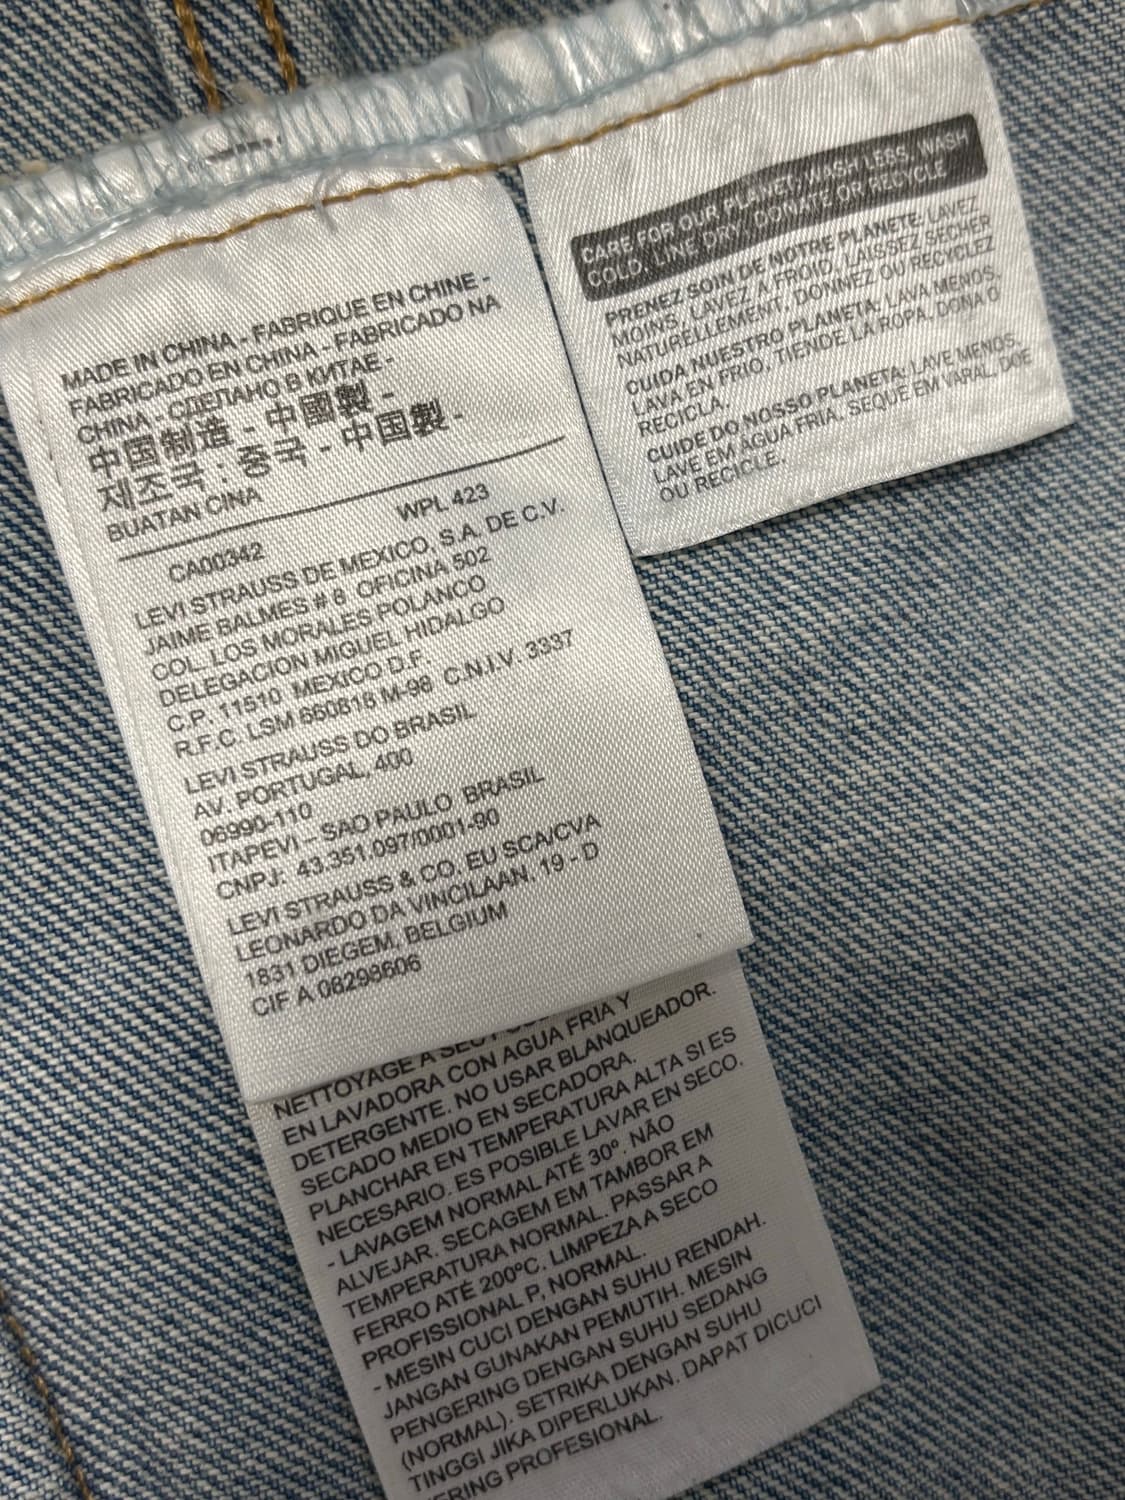 MADE IN CHINA - FABRIQUE EN CHINE -
FABRICADO EN CHINA - FABRICADO NA
CHINA - СДЕЛАНО В КИТАЕ -
中国制造 - 中國製 -
제조국 : 중국 - 中国製 -
BUATAN CINA
CA00342 WPL 423
LEVI STRAUSS DE MEXICO, S.A. DE C.V.
JAIME BALMES # 8 OFICINA 502
COL. LOS MORALES POLANCO
DELEGACION MIGUEL HIDALGO
C.P. 11510 MEXICO D.F.
R.F.C. LSM 660816 M-98 C.N.I.V. 3337
LEVI STRAUSS DO BRASIL
AV. PORTUGAL, 400
06990-110
ITAPEVI – SAO PAULO BRASIL
CNPJ: 43.351.097/0001-90
LEVI STRAUSS & CO. EU SCA/CVA
LEONARDO DA VINCILAAN, 19 - D
1831 DIEGEM, BELGIUM
CIF A 08298606
NETTOYAGE A SEC
EN LAVADORA CON AGUA FRIA Y
DETERGENTE. NO USAR BLANQUEADOR.
SECADO MEDIO EN SECADORA.
PLANCHAR EN TEMPERATURA ALTA SI ES
NECESARIO. ES POSIBLE LAVAR EN SECO.
- LAVAGEM NORMAL ATÉ 30º. NÃO
ALVEJAR. SECAGEM EM TAMBOR EM
TEMPERATURA NORMAL. PASSAR A
FERRO ATÉ 200ºC. LIMPEZA A SECO
PROFISSIONAL P, NORMAL.
- MESIN CUCI DENGAN SUHU RENDAH.
JANGAN GUNAKAN PEMUTIH. MESIN
PENGERING DENGAN SUHU SEDANG
(NORMAL). SETRIKA DENGAN SUHU
TINGGI JIKA DIPERLUKAN. DAPAT DICUCI
ERING PROFESIONAL.
CARE FOR OUR PLANET: WASH LESS, WASH
COLD, LINE DRY, DONATE OR RECYCLE
PRENEZ SOIN DE NOTRE PLANETE: LAVEZ
MOINS, LAVEZ A FROID, LAISSEZ SECHER
NATURELLEMENT, DONNEZ OU RECYCLEZ
CUIDA NUESTRO PLANETA: LAVA MENOS,
LAVA EN FRIO, TIENDE LA ROPA, DONA O
RECICLA.
CUIDE DO NOSSO PLANETA: LAVE MENOS,
LAVE EM AGUA FRIA, SEQUE EM VARAL, DOE
OU RECICLE.